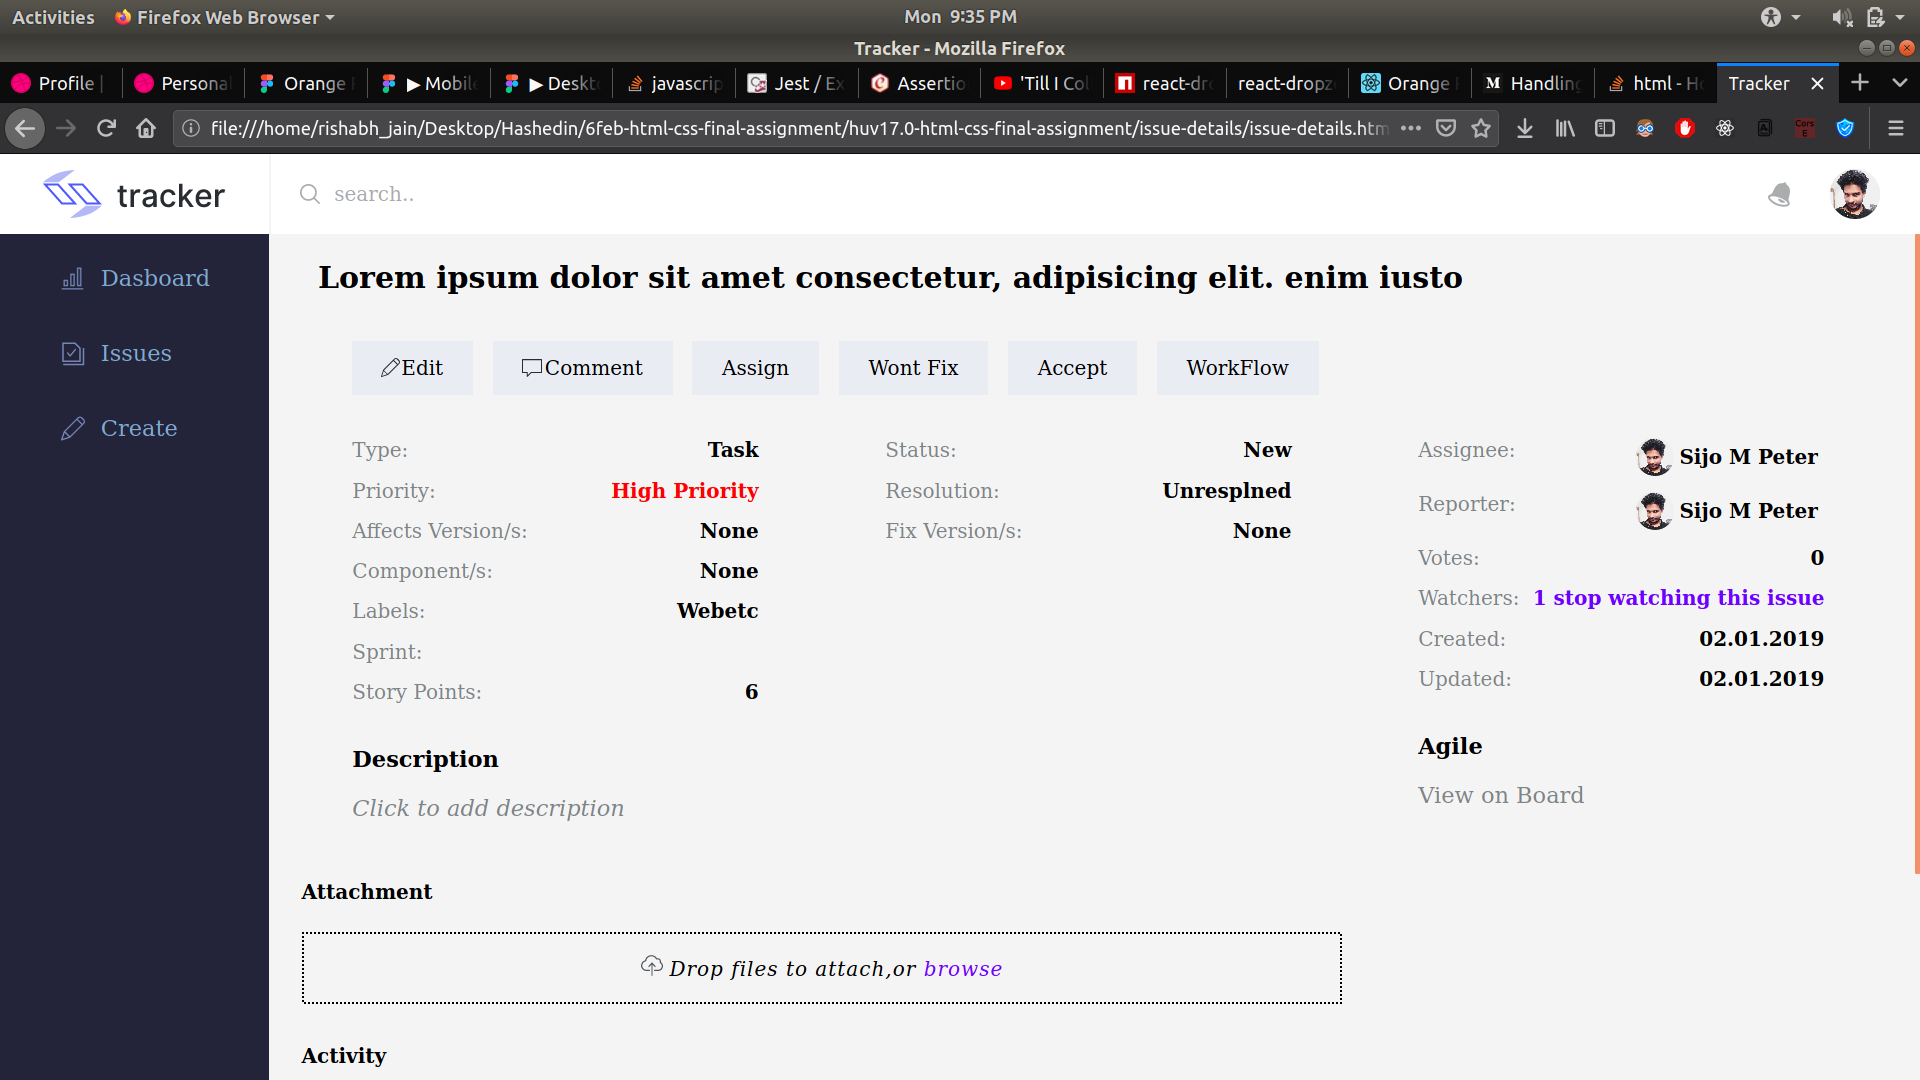 Activities Firefox Web Browser Mon 9:35 PM
Tracker - Mozilla Firefox
Profile Persona Orange ▶ Mobile ▶ Deskt javascrip Jest / Ex Assertio 'Till I Col react-dro react-dropz Orange Handling html - Ho Tracker
file:///home/rishabh_jain/Desktop/Hashedin/6feb-html-css-final-assignment/huv17.0-html-css-final-assignment/issue-details/issue-details.htm Cors E
tracker search..
Dasboard
Issues
Create
Lorem ipsum dolor sit amet consectetur, adipisicing elit. enim iusto
Edit Comment Assign Wont Fix Accept WorkFlow
Type: Task
Priority: High Priority
Affects Version/s: None
Component/s: None
Labels: Webetc
Sprint:
Story Points: 6
Status: New
Resolution: Unresplned
Fix Version/s: None
Assignee: Sijo M Peter
Reporter: Sijo M Peter
Votes: 0
Watchers: 1 stop watching this issue
Created: 02.01.2019
Updated: 02.01.2019
Description
Click to add description
Agile
View on Board
Attachment
Drop files to attach,or browse
Activity